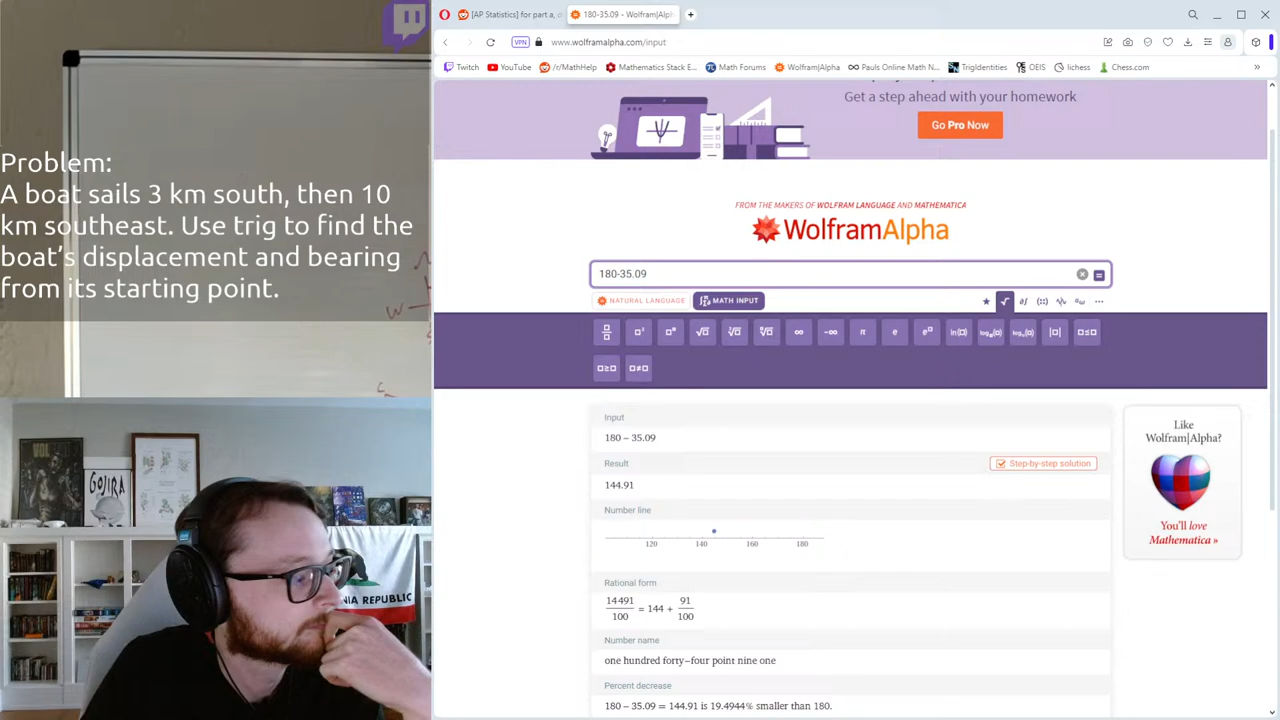 [AP Statistics] for part a,
180-35.09 - Wolfram|Alph
VPN
www.wolframalpha.com/input
Twitch
YouTube
/r/MathHelp
Mathematics Stack E...
Math Forums
Wolfram|Alpha
Pauls Online Math N...
TrigIdentities
OEIS
lichess
Chess.com
»
Get a step ahead with your homework
Go Pro Now
Problem:
A boat sails 3 km south, then 10
km southeast. Use trig to find the
boat's displacement and bearing
from its starting point.
w
FROM THE MAKERS OF WOLFRAM LANGUAGE AND MATHEMATICA
WolframAlpha
180-35.09
NATURAL LANGUAGE
MATH INPUT
∞ -∞ π e
Input
180 – 35.09
Result
Step-by-step solution
144.91
Number line
120 140 160 180
Rational form
14491/100 = 144 + 91/100
Number name
one hundred forty-four point nine one
Percent decrease
180 – 35.09 = 144.91 is 19.4944% smaller than 180.
Like
Wolfram|Alpha?
You'll love
Mathematica »
GOJIRA
NIA REPUBLIC